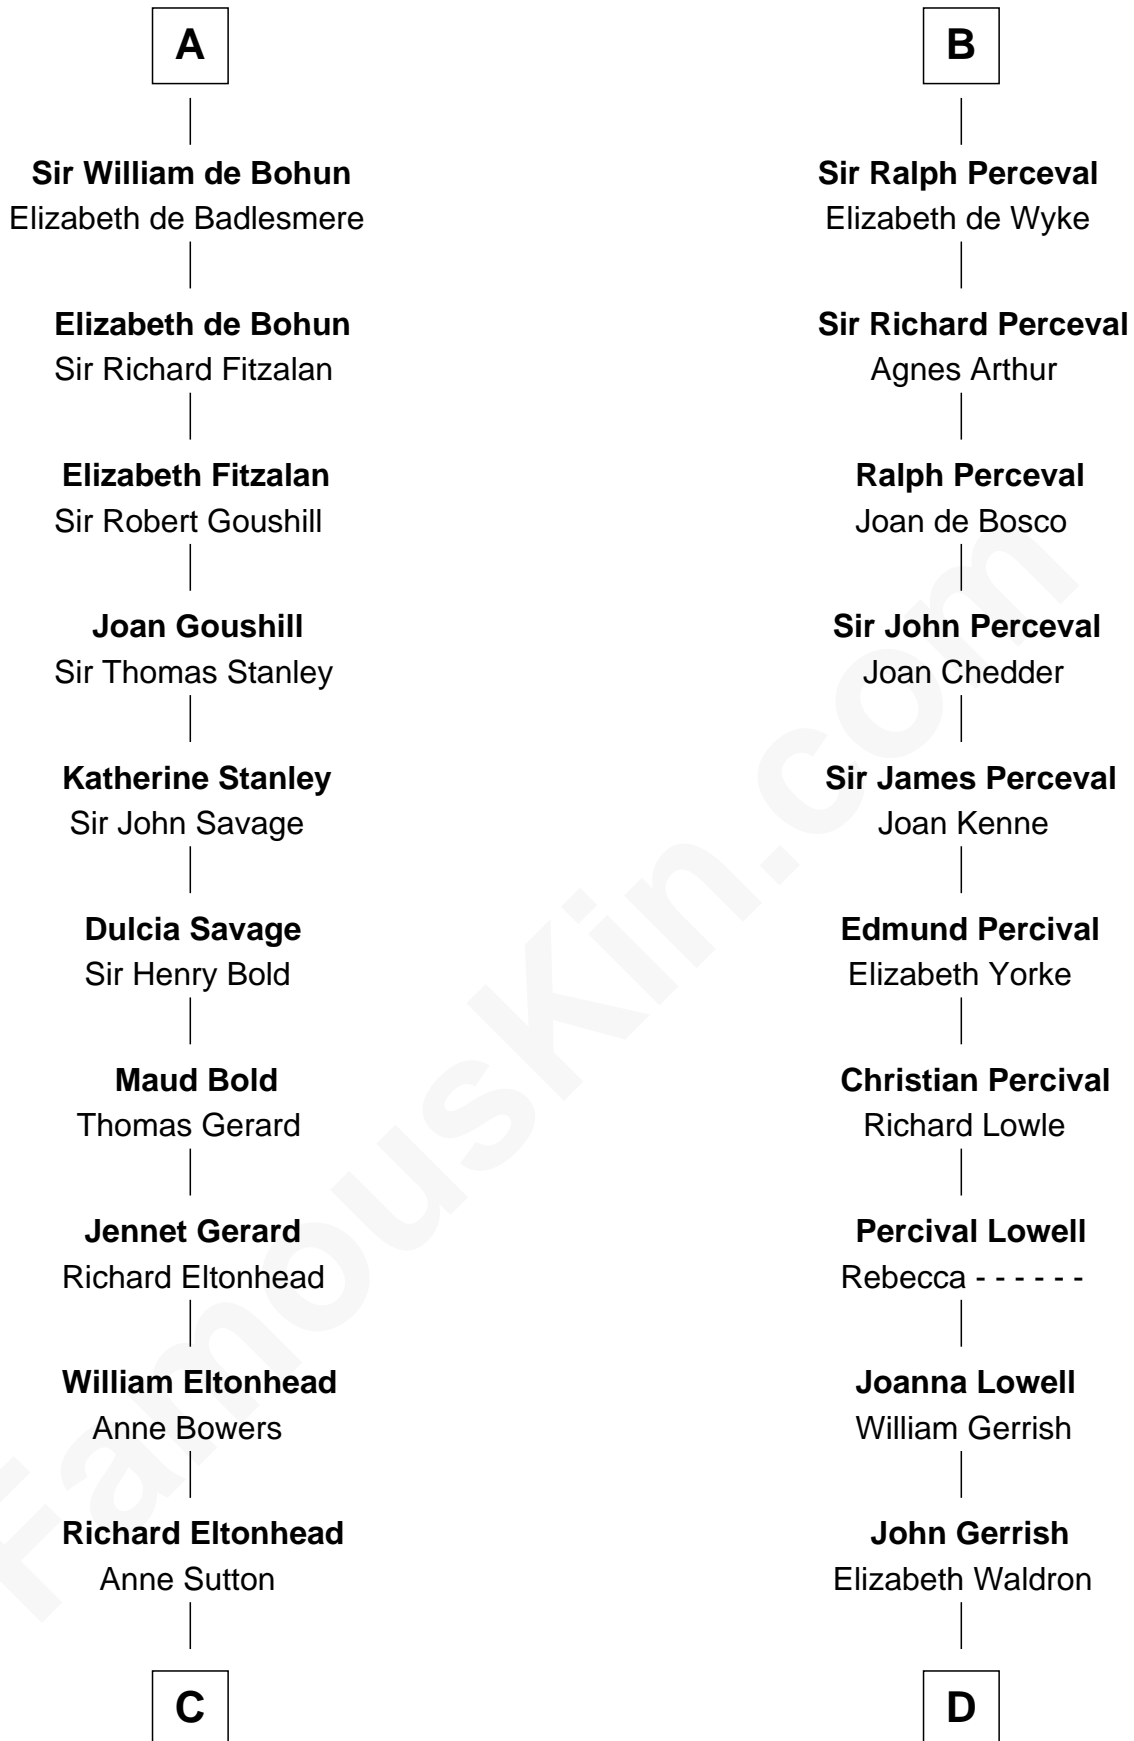 A
Sir William de Bohun
Elizabeth de Badlesmere
Elizabeth de Bohun
Sir Richard Fitzalan
Elizabeth Fitzalan
Sir Robert Goushill
Joan Goushill
Sir Thomas Stanley
Katherine Stanley
Sir John Savage
Dulcia Savage
Sir Henry Bold
Maud Bold
Thomas Gerard
Jennet Gerard
Richard Eltonhead
William Eltonhead
Anne Bowers
Richard Eltonhead
Anne Sutton
C
B
Sir Ralph Perceval
Elizabeth de Wyke
Sir Richard Perceval
Agnes Arthur
Ralph Perceval
Joan de Bosco
Sir John Perceval
Joan Chedder
Sir James Perceval
Joan Kenne
Edmund Percival
Elizabeth Yorke
Christian Percival
Richard Lowle
Percival Lowell
Rebecca - - - - - -
Joanna Lowell
William Gerrish
John Gerrish
Elizabeth Waldron
D
FamousKin.com